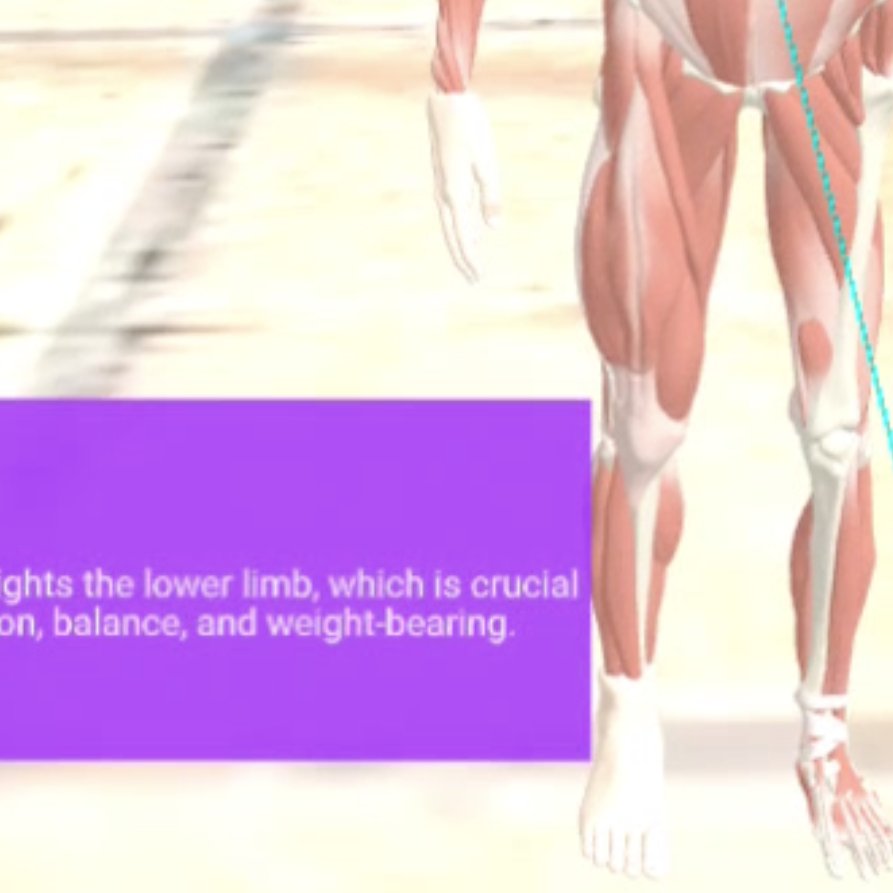 ights the lower limb, which is crucial
on, balance, and weight-bearing.